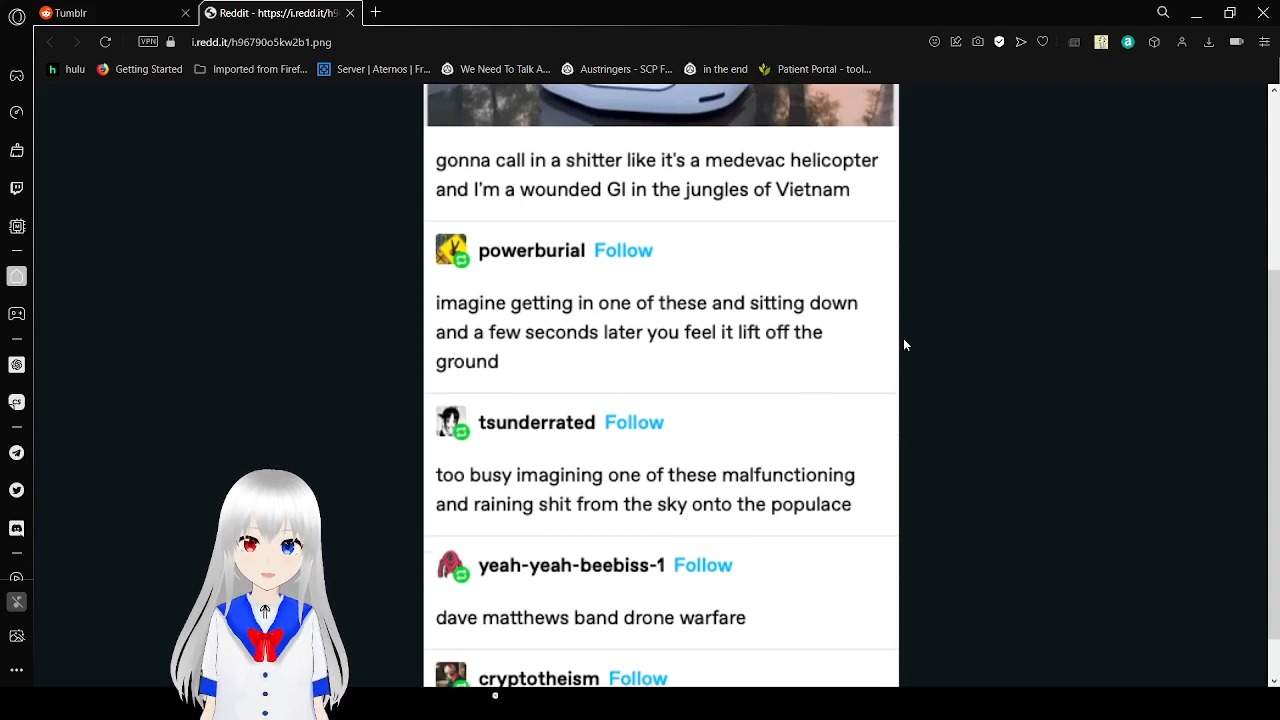 Tumblr
Reddit - https://i.redd.it/h9
VPN
i.redd.it/h96790o5kw2b1.png
hulu
Getting Started
Imported from Firef...
Server | Aternos | Fr...
We Need To Talk A...
Austringers - SCP F...
in the end
Patient Portal - tool...
gonna call in a shitter like it's a medevac helicopter
and I'm a wounded GI in the jungles of Vietnam
powerburial Follow
imagine getting in one of these and sitting down
and a few seconds later you feel it lift off the
ground
tsunderrated Follow
too busy imagining one of these malfunctioning
and raining shit from the sky onto the populace
yeah-yeah-beebiss-1 Follow
dave matthews band drone warfare
cryptotheism Follow